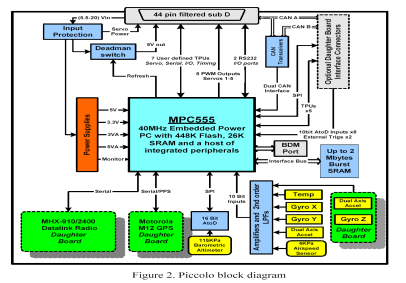 44 pin filtered sub D
(5.5-20) Vin
Servo
Power
CAN A
CAN B
Input
Protection
Deadman
switch
5V out
Refresh
7 User defined TPUs
Servo, Serial, I/O, Timing
5 PWM Outputs
Servos 1-5
2 RS232
I/O ports
CAN
Transceivers
Dual CAN
Interface
SPI
TPUs
x5
Optional Daughter Board
Interface Connectors
10bit AtoD Inputs x8
External Trigs x2
Power Supplies
5V
3.3V
3VA
5VA
Monitor
MPC555
40MHz Embedded Power
PC with 448K Flash, 26K
SRAM and a host of
integrated peripherals
BDM
Port
Interface Bus
Up to 2
Mbytes
Burst
SRAM
Serial
Serial/PPS
SPI
10 Bit
Inputs
MHX-910/2400
Datalink Radio
Daughter
Board
Motorola
M12 GPS
Daughter
Board
16 Bit
AtoD
115KPa
Barometric
Altimeter
Amplifiers and 2nd order
LPFs
Temp
Gyro X
Gyro Y
Dual Axis
Accel
4KPa
Airspeed
Sensor
Dual Axis
Accel
Gyro Z
Daughter
Board
Figure 2. Piccolo block diagram